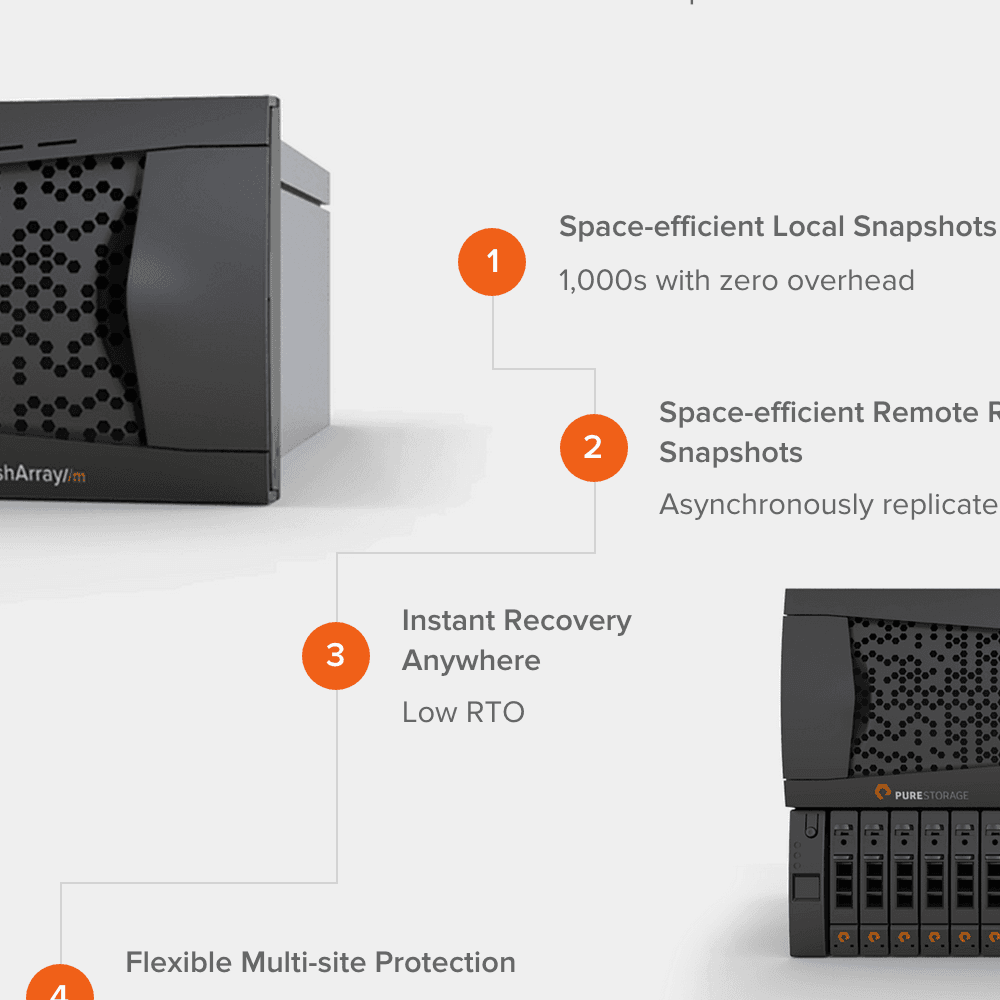 1
Space-efficient Local Snapshots
1,000s with zero overhead
2
Space-efficient Remote
Snapshots
Asynchronously replicate
3
Instant Recovery
Anywhere
Low RTO
4
Flexible Multi-site Protection
shArray//m
PURESTORAGE